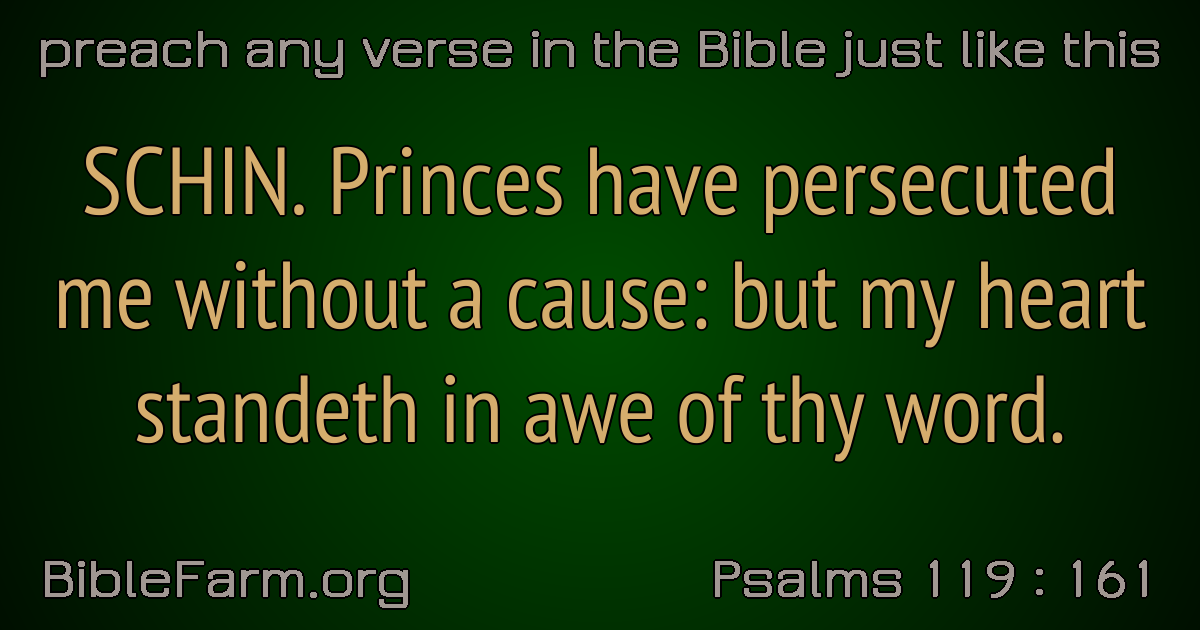 preach any verse in the Bible just like this
SCHIN. Princes have persecuted
me without a cause: but my heart
standeth in awe of thy word.
BibleFarm.org
Psalms 119 : 161